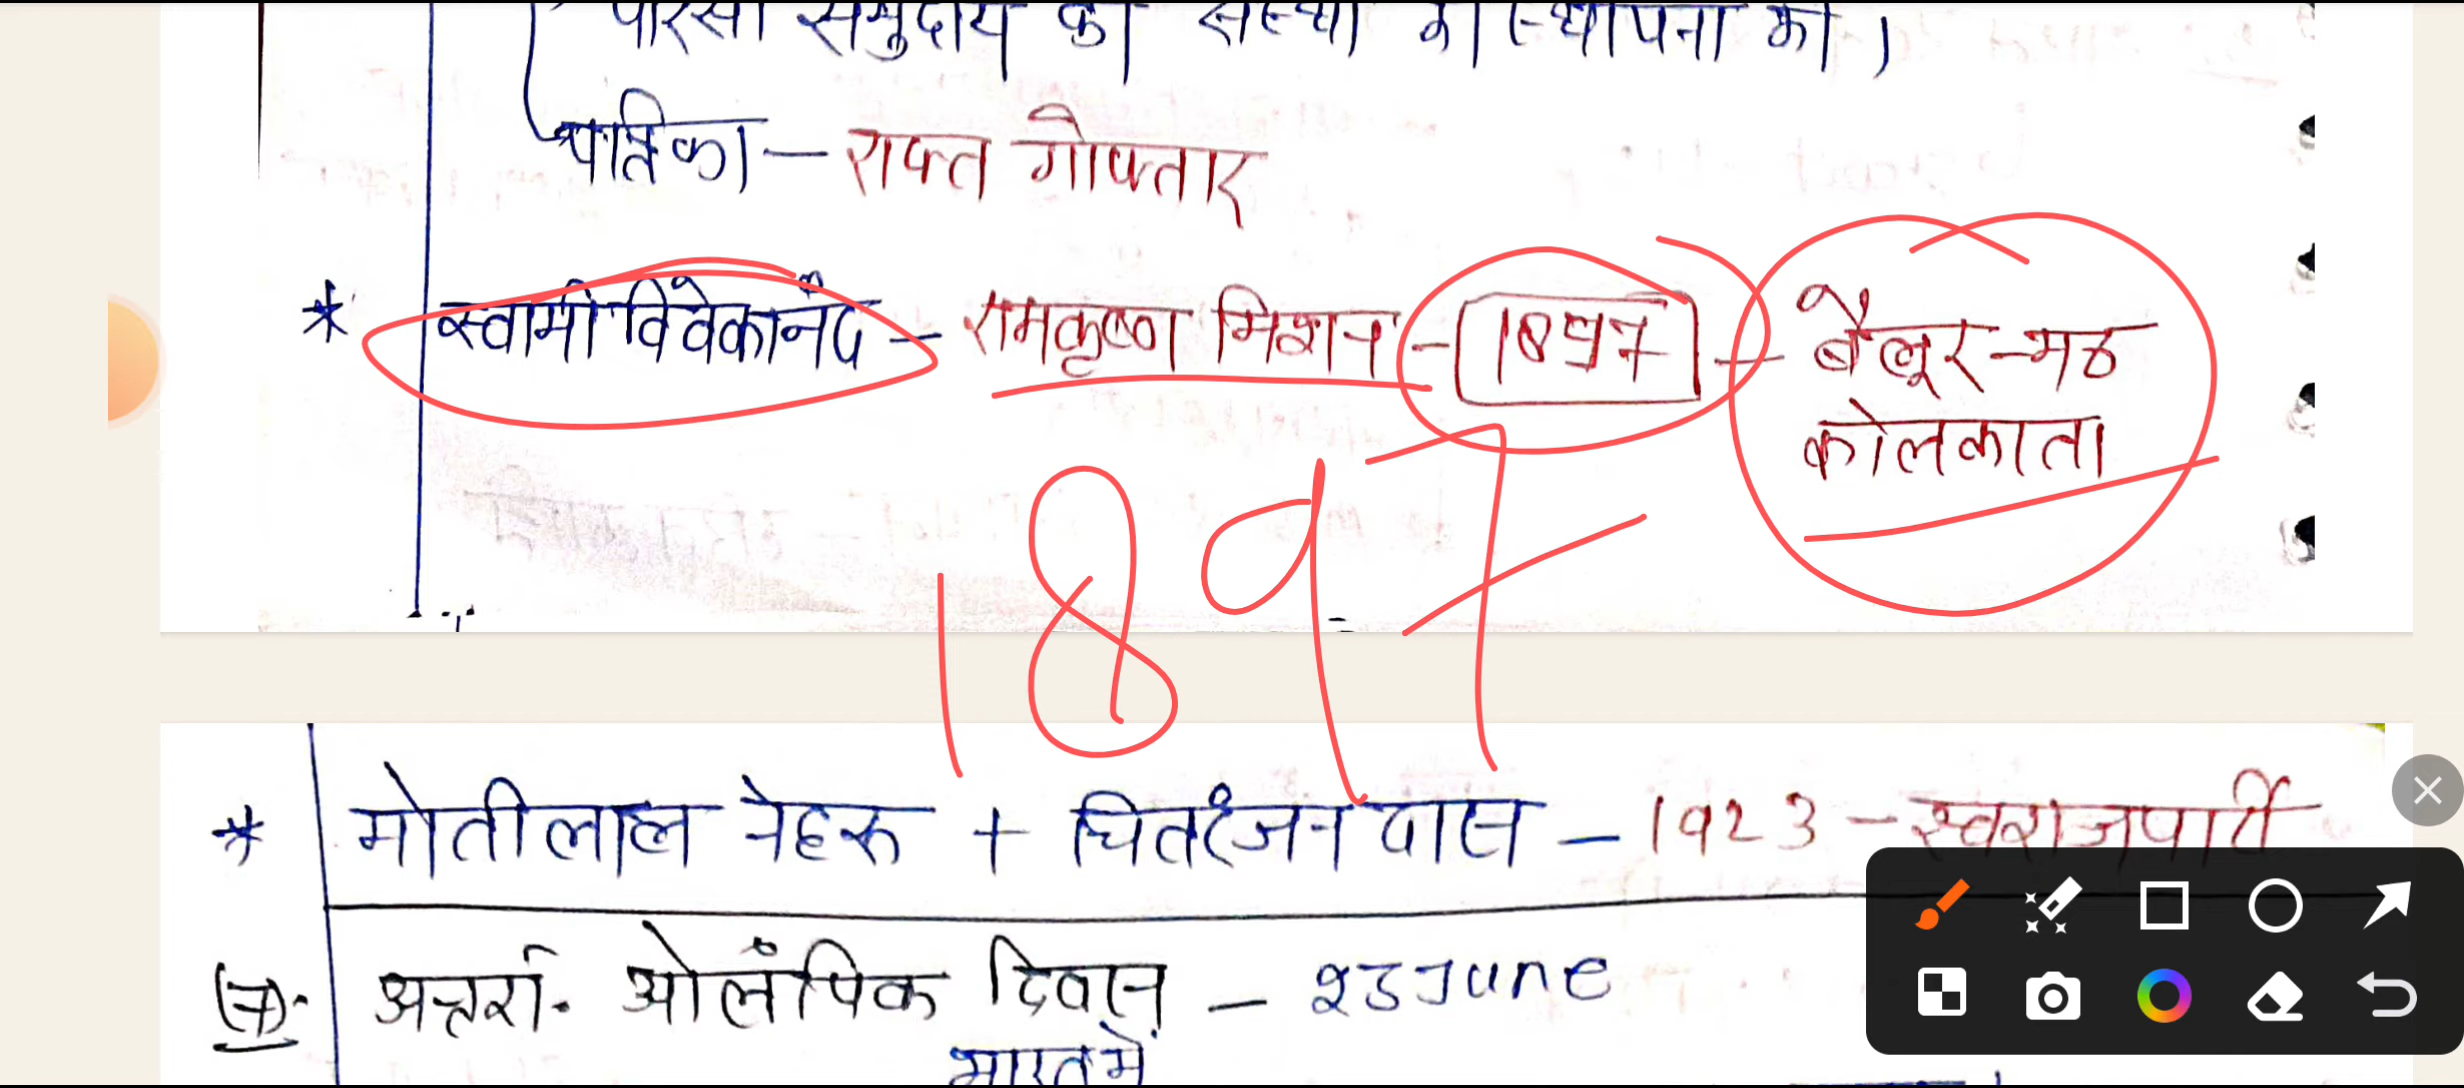 पारसी समुदाय की संस्था की स्थापना की।
पत्रिका – राफ्त गोफ्तार
* स्वामी विवेकानंद – रामकृष्ण मिशन – 1897 – बैलूर-मठ
कोलकाता
1897
* मोतीलाल नेहरू + चितरंजन दास – 1923 – स्वराजपार्टी
अन्तर्रा. ओलंपिक दिवस – 23 June
भारत में